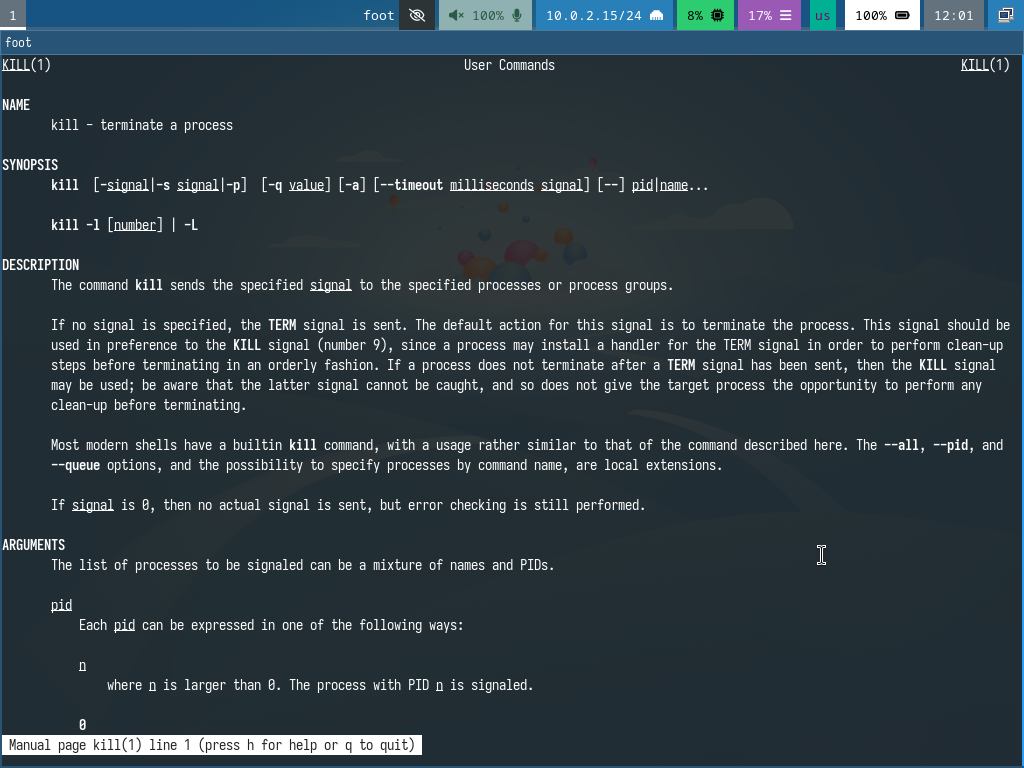 1 foot 100% 10.0.2.15/24 8% 17% us 100% 12:01
foot
KILL(1) User Commands KILL(1)
NAME
kill - terminate a process
SYNOPSIS
kill [-signal|-s signal|-p] [-q value] [-a] [--timeout milliseconds signal] [--] pid|name...
kill -l [number] | -L
DESCRIPTION
The command kill sends the specified signal to the specified processes or process groups.
If no signal is specified, the TERM signal is sent. The default action for this signal is to terminate the process. This signal should be
used in preference to the KILL signal (number 9), since a process may install a handler for the TERM signal in order to perform clean-up
steps before terminating in an orderly fashion. If a process does not terminate after a TERM signal has been sent, then the KILL signal
may be used; be aware that the latter signal cannot be caught, and so does not give the target process the opportunity to perform any
clean-up before terminating.
Most modern shells have a builtin kill command, with a usage rather similar to that of the command described here. The --all, --pid, and
--queue options, and the possibility to specify processes by command name, are local extensions.
If signal is 0, then no actual signal is sent, but error checking is still performed.
ARGUMENTS
The list of processes to be signaled can be a mixture of names and PIDs.
pid
Each pid can be expressed in one of the following ways:
n
where n is larger than 0. The process with PID n is signaled.
0
Manual page kill(1) line 1 (press h for help or q to quit)